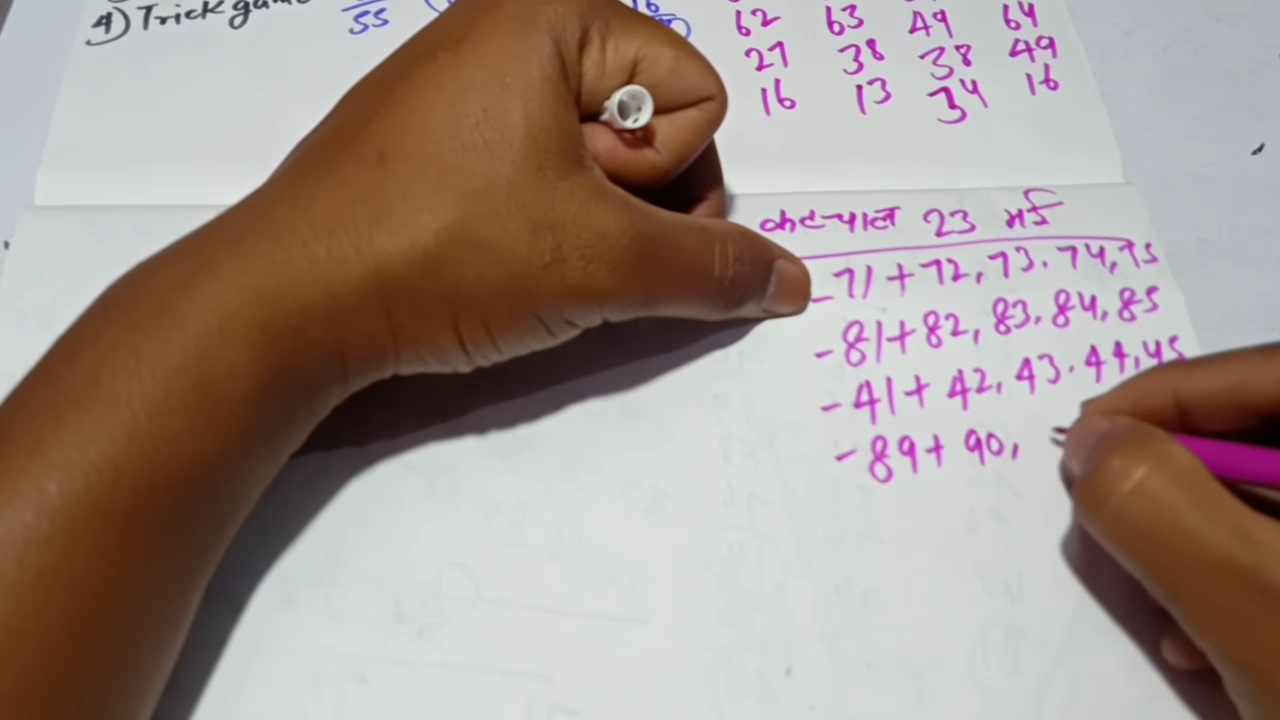 4) Trick game
55
16
62 63 49 64
27 38 38 49
16 13 34 16
कल्याण 23 मई
-71+72,73.74,75
-81+82,83.84,85
-41+42,43.44,45
-89+90,